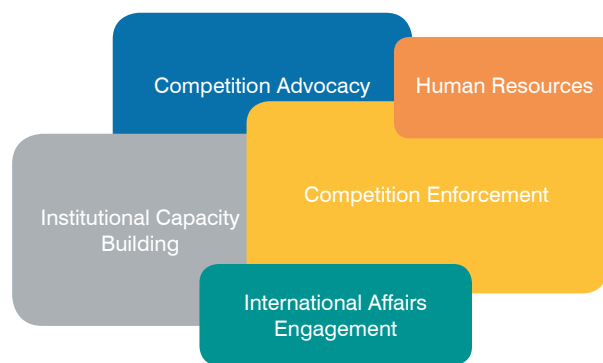 Competition Advocacy
Human Resources
Competition Enforcement
Institutional Capacity
Building
International Affairs
Engagement